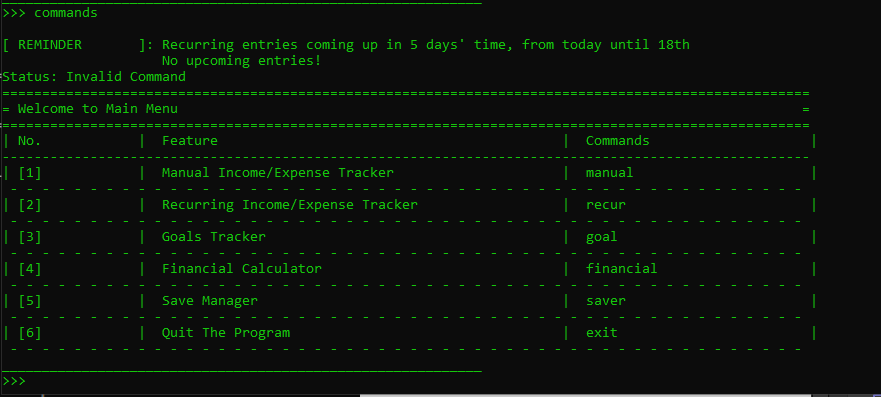 >>> commands
[ REMINDER       ]: Recurring entries coming up in 5 days' time, from today until 18th
No upcoming entries!
Status: Invalid Command
= Welcome to Main Menu =
| No. | Feature | Commands |
| [1] | Manual Income/Expense Tracker | manual |
| [2] | Recurring Income/Expense Tracker | recur |
| [3] | Goals Tracker | goal |
| [4] | Financial Calculator | financial |
| [5] | Save Manager | saver |
| [6] | Quit The Program | exit |
>>>